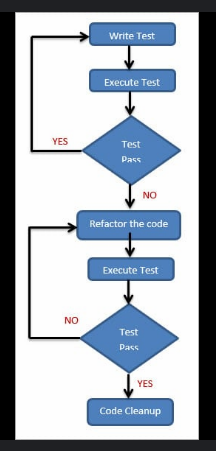 Write Test
Execute Test
Test
Pass
YES
NO
Refactor the code
Execute Test
Test
Pass
NO
YES
Code Cleanup